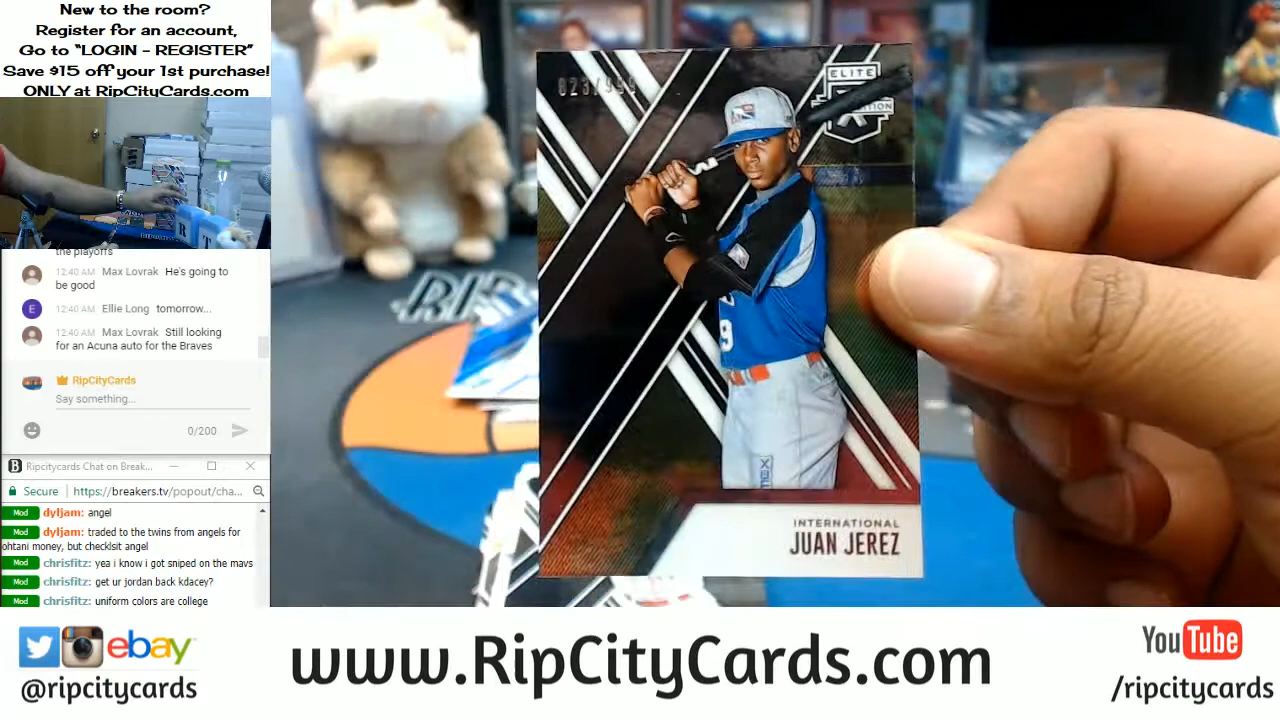 New to the room?
Register for an account,
Go to “LOGIN - REGISTER”
Save $15 off your 1st purchase!
ONLY at RipCityCards.com
the playoffs
12:40 AM Max Lovrak He's going to
be good
E 12:40 AM Ellie Long tomorrow...
12:40 AM Max Lovrak Still looking
for an Acuna auto for the Braves
RipCityCards
Say something...
0/200
B Ripcitycards Chat on Break...
Secure https://breakers.tv/popout/cha...
Mod dyljam: angel
Mod dyljam: traded to the twins from angels for
ohtani money, but checklsit angel
Mod chrisfitz: yea i know i got sniped on the mavs
Mod chrisfitz: get ur jordan back kdacey?
Mod chrisfitz: uniform colors are college
ELITE
X
9
INTERNATIONAL
JUAN JEREZ
RIP
R T
ebay
@ripcitycards
www.RipCityCards.com
YouTube
/ripcitycards